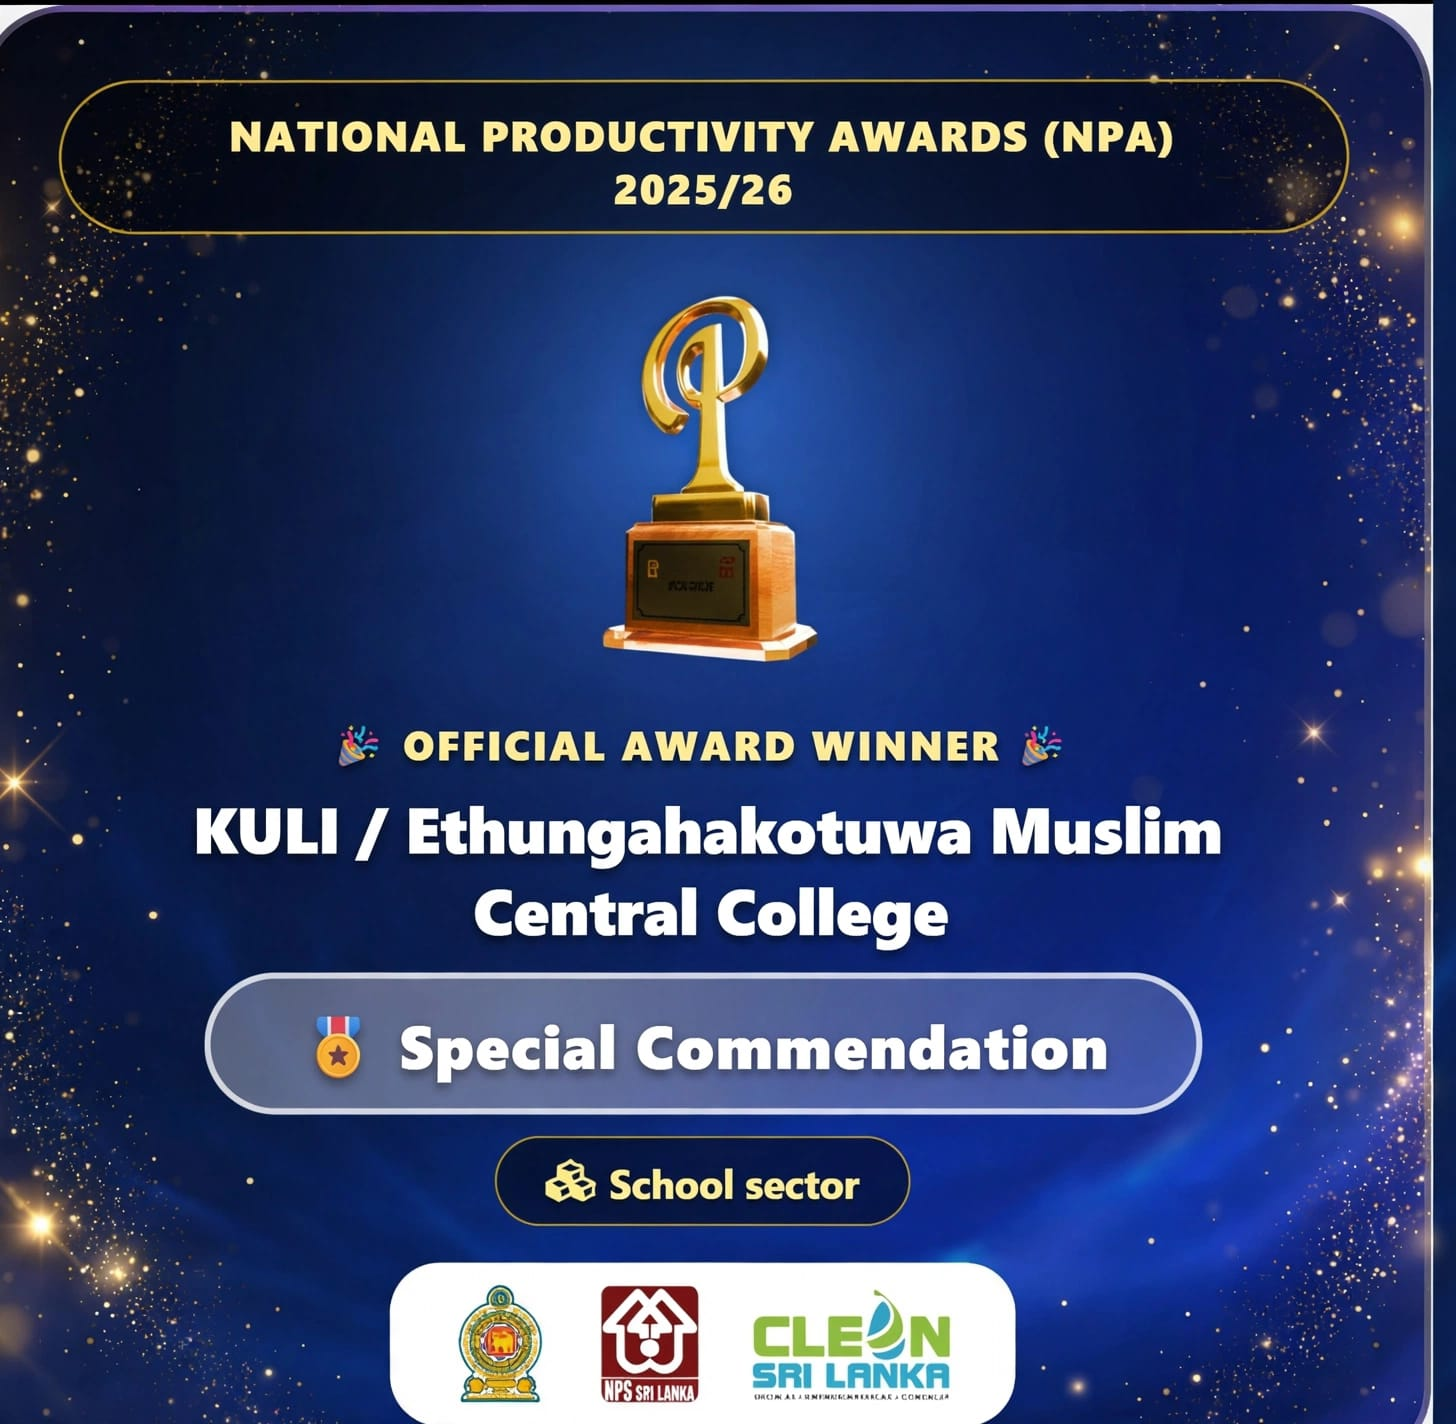 NATIONAL PRODUCTIVITY AWARDS (NPA)
2025/26
OFFICIAL AWARD WINNER
KULI / Ethungahakotuwa Muslim
Central College
Special Commendation
School sector
NPS SRI LANKA
CLEAN
SRI LANKA